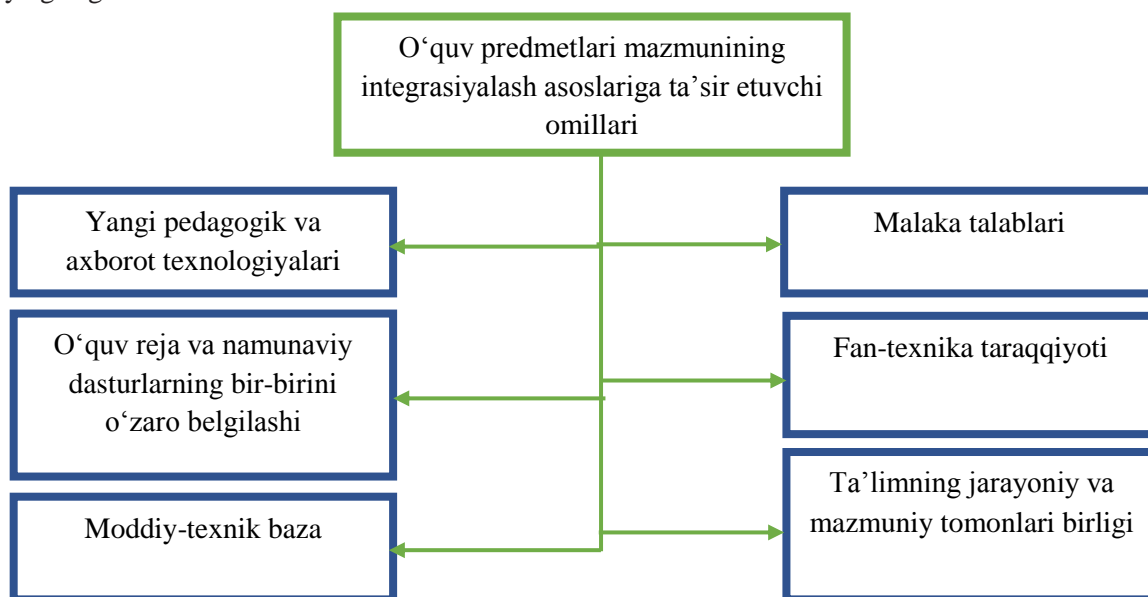 O‘quv predmetlari mazmunining
integrasiyalash asoslariga ta’sir etuvchi
omillari
Yangi pedagogik va
axborot texnologiyalari
Malaka talablari
O‘quv reja va namunaviy
dasturlarning bir-birini
o‘zaro belgilashi
Fan-texnika taraqqiyoti
Moddiy-texnik baza
Ta’limning jarayoniy va
mazmuniy tomonlari birligi